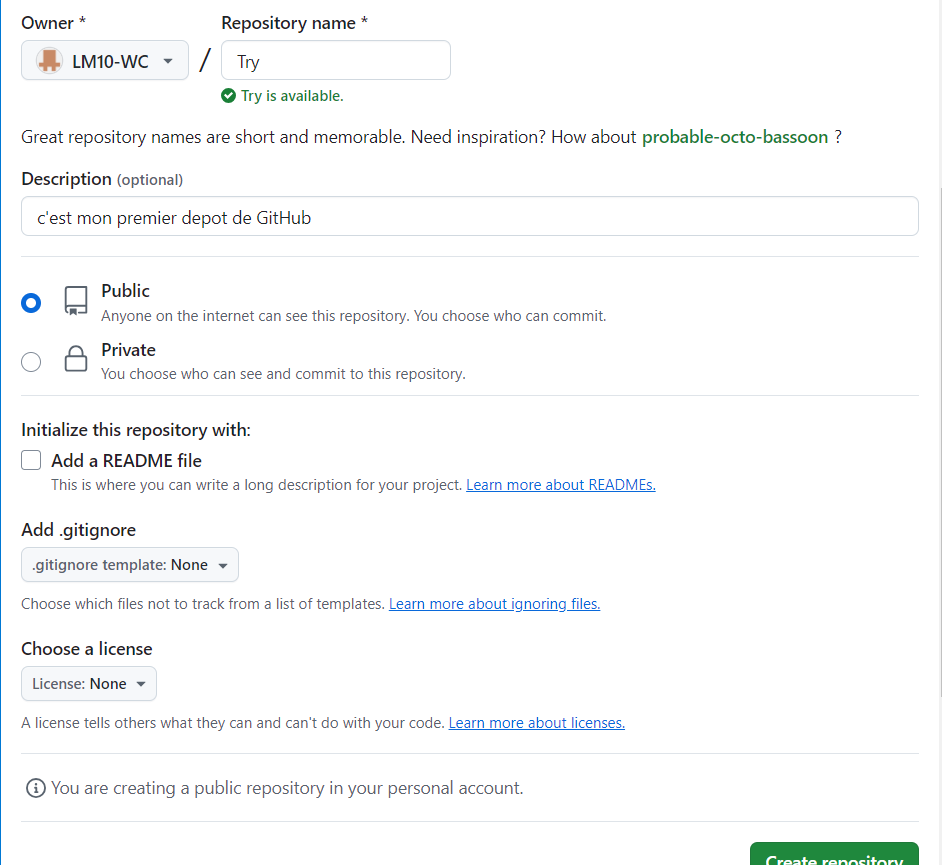 Owner * Repository name *
LM10-WC / Try
Try is available.
Great repository names are short and memorable. Need inspiration? How about probable-octo-bassoon ?
Description (optional)
c'est mon premier depot de GitHub
Public
Anyone on the internet can see this repository. You choose who can commit.
Private
You choose who can see and commit to this repository.
Initialize this repository with:
Add a README file
This is where you can write a long description for your project. Learn more about READMEs.
Add .gitignore
.gitignore template: None
Choose which files not to track from a list of templates. Learn more about ignoring files.
Choose a license
License: None
A license tells others what they can and can't do with your code. Learn more about licenses.
You are creating a public repository in your personal account.
Create repository